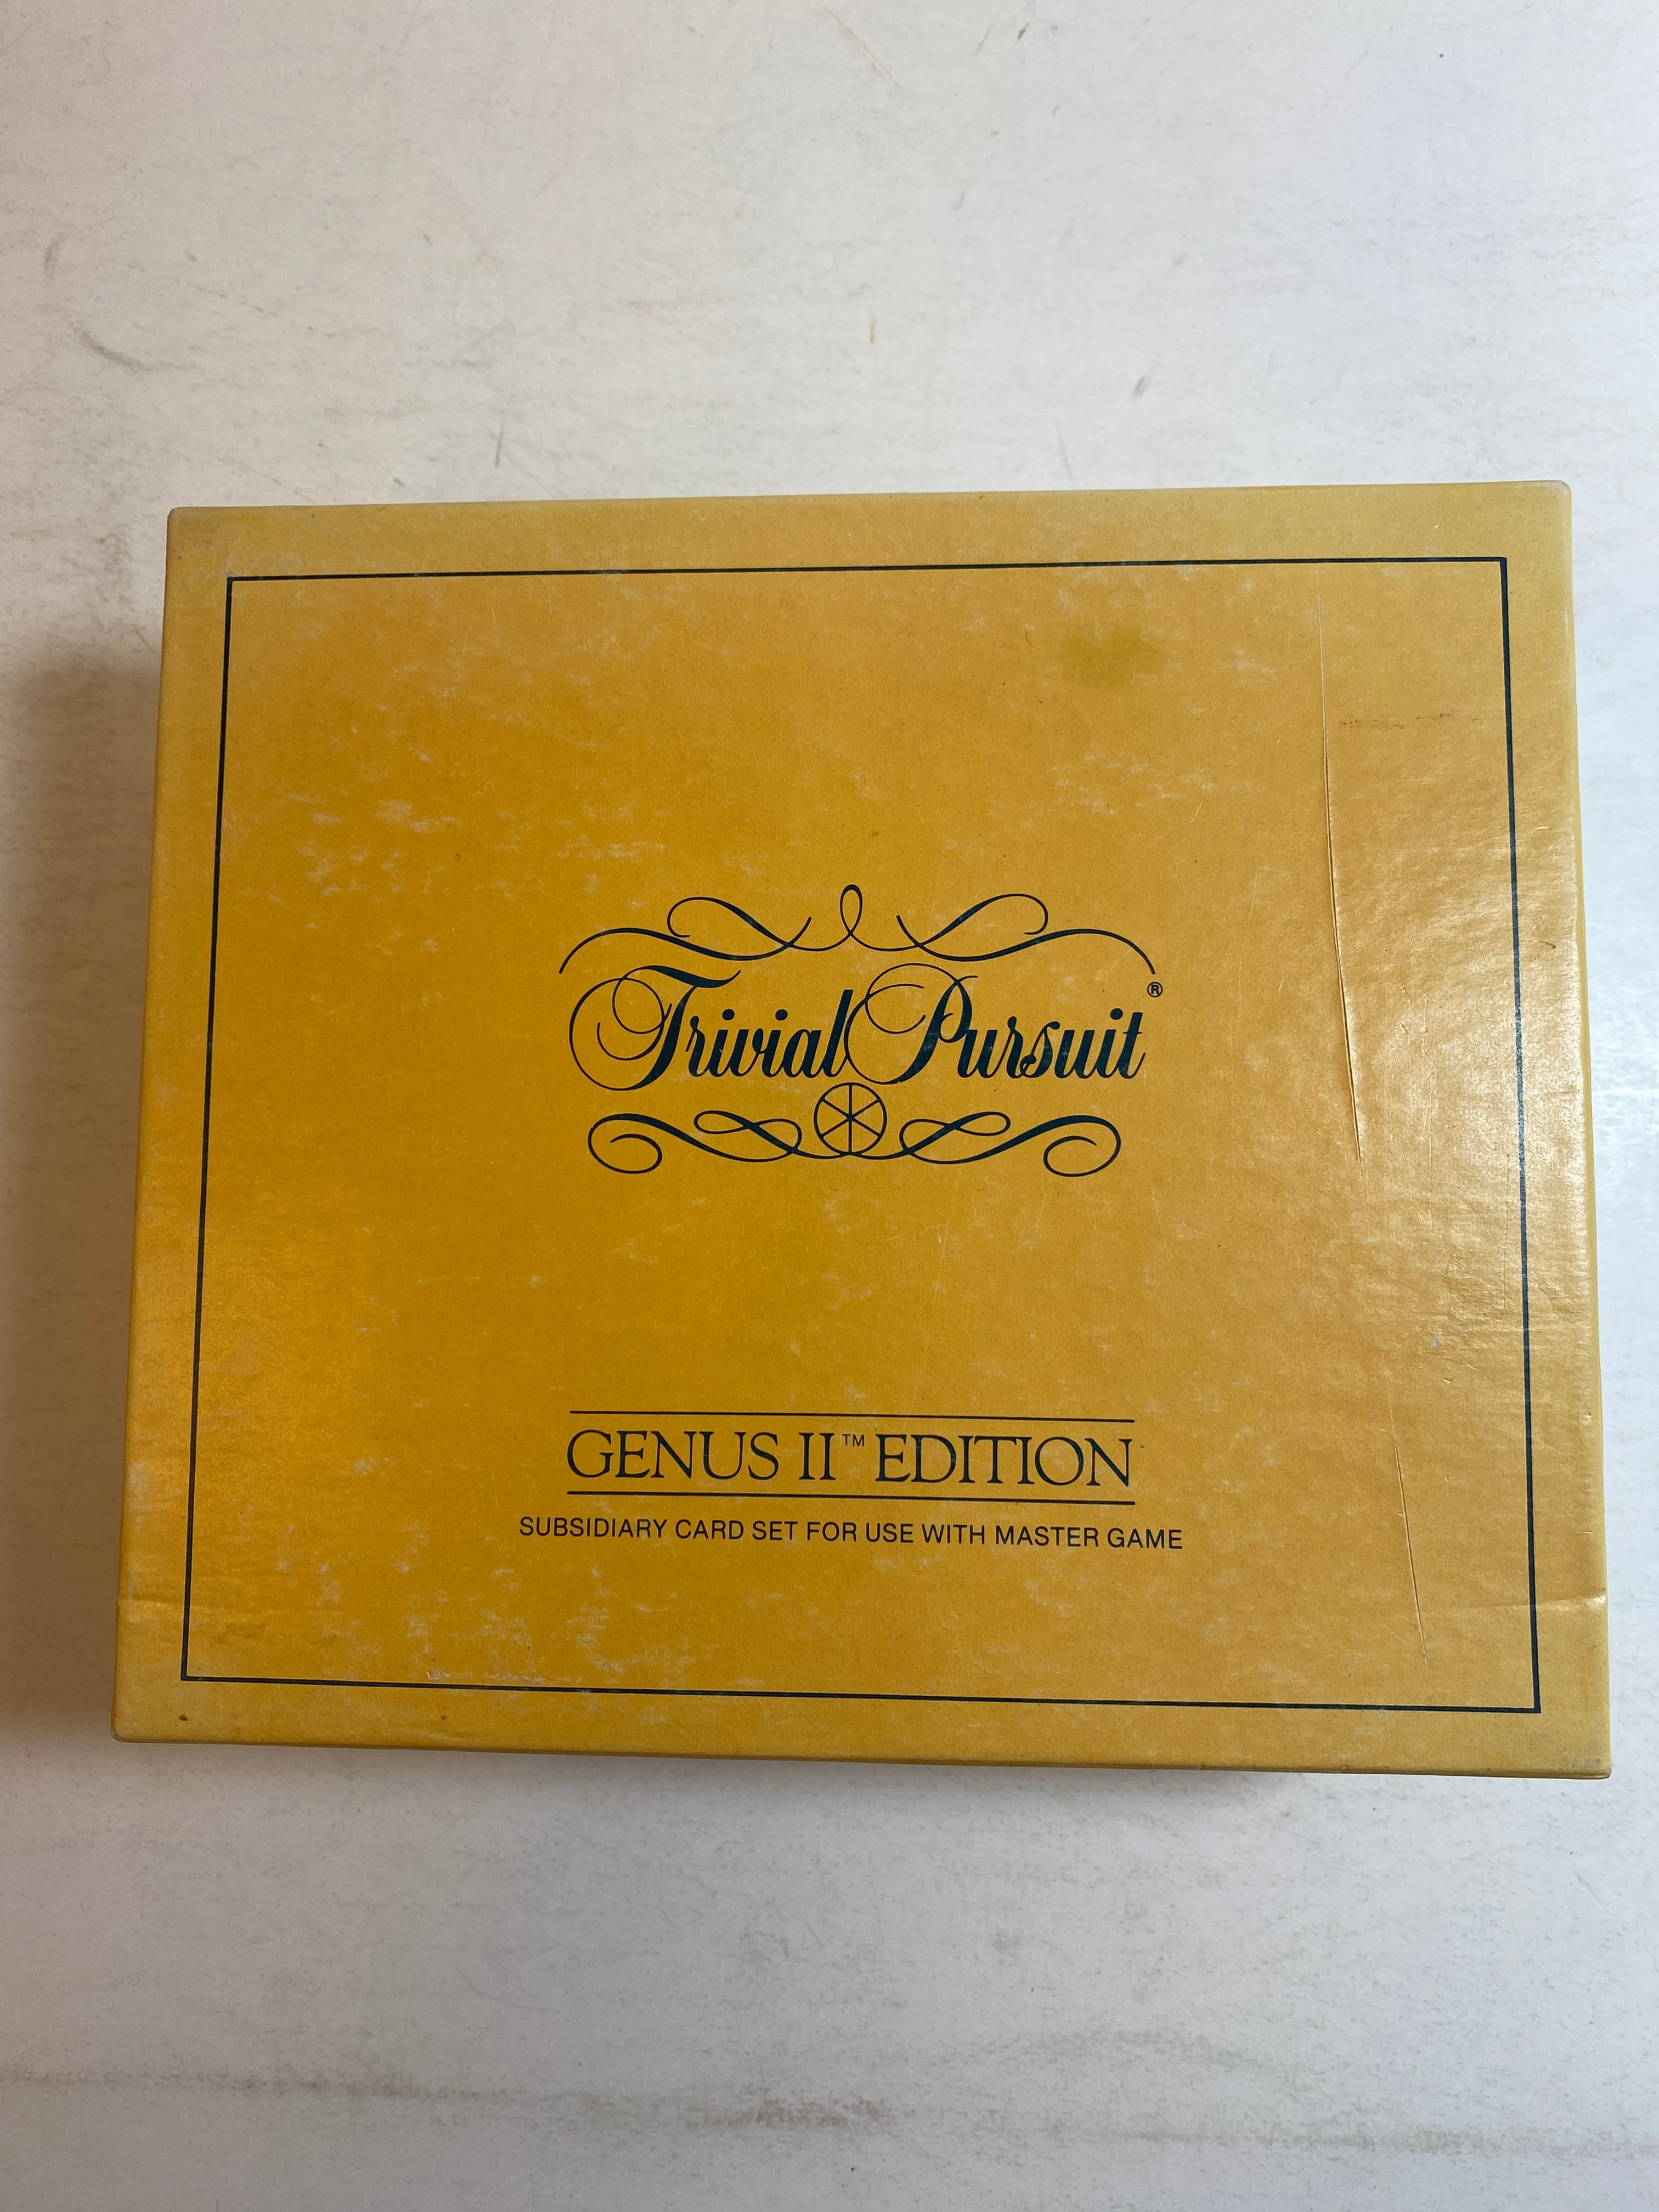 Trivial Pursuit®
GENUS II™ EDITION
SUBSIDIARY CARD SET FOR USE WITH MASTER GAME